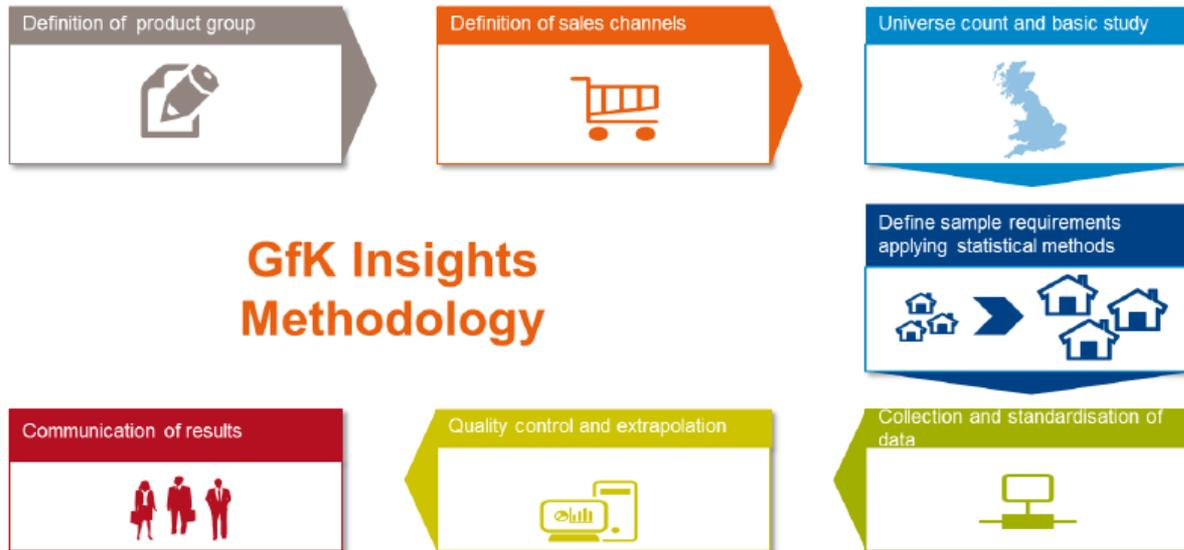 Definition of product group
Definition of sales channels
Universe count and basic study
Define sample requirements
applying statistical methods
GfK Insights
Methodology
Collection and standardisation of
data
Quality control and extrapolation
Communication of results